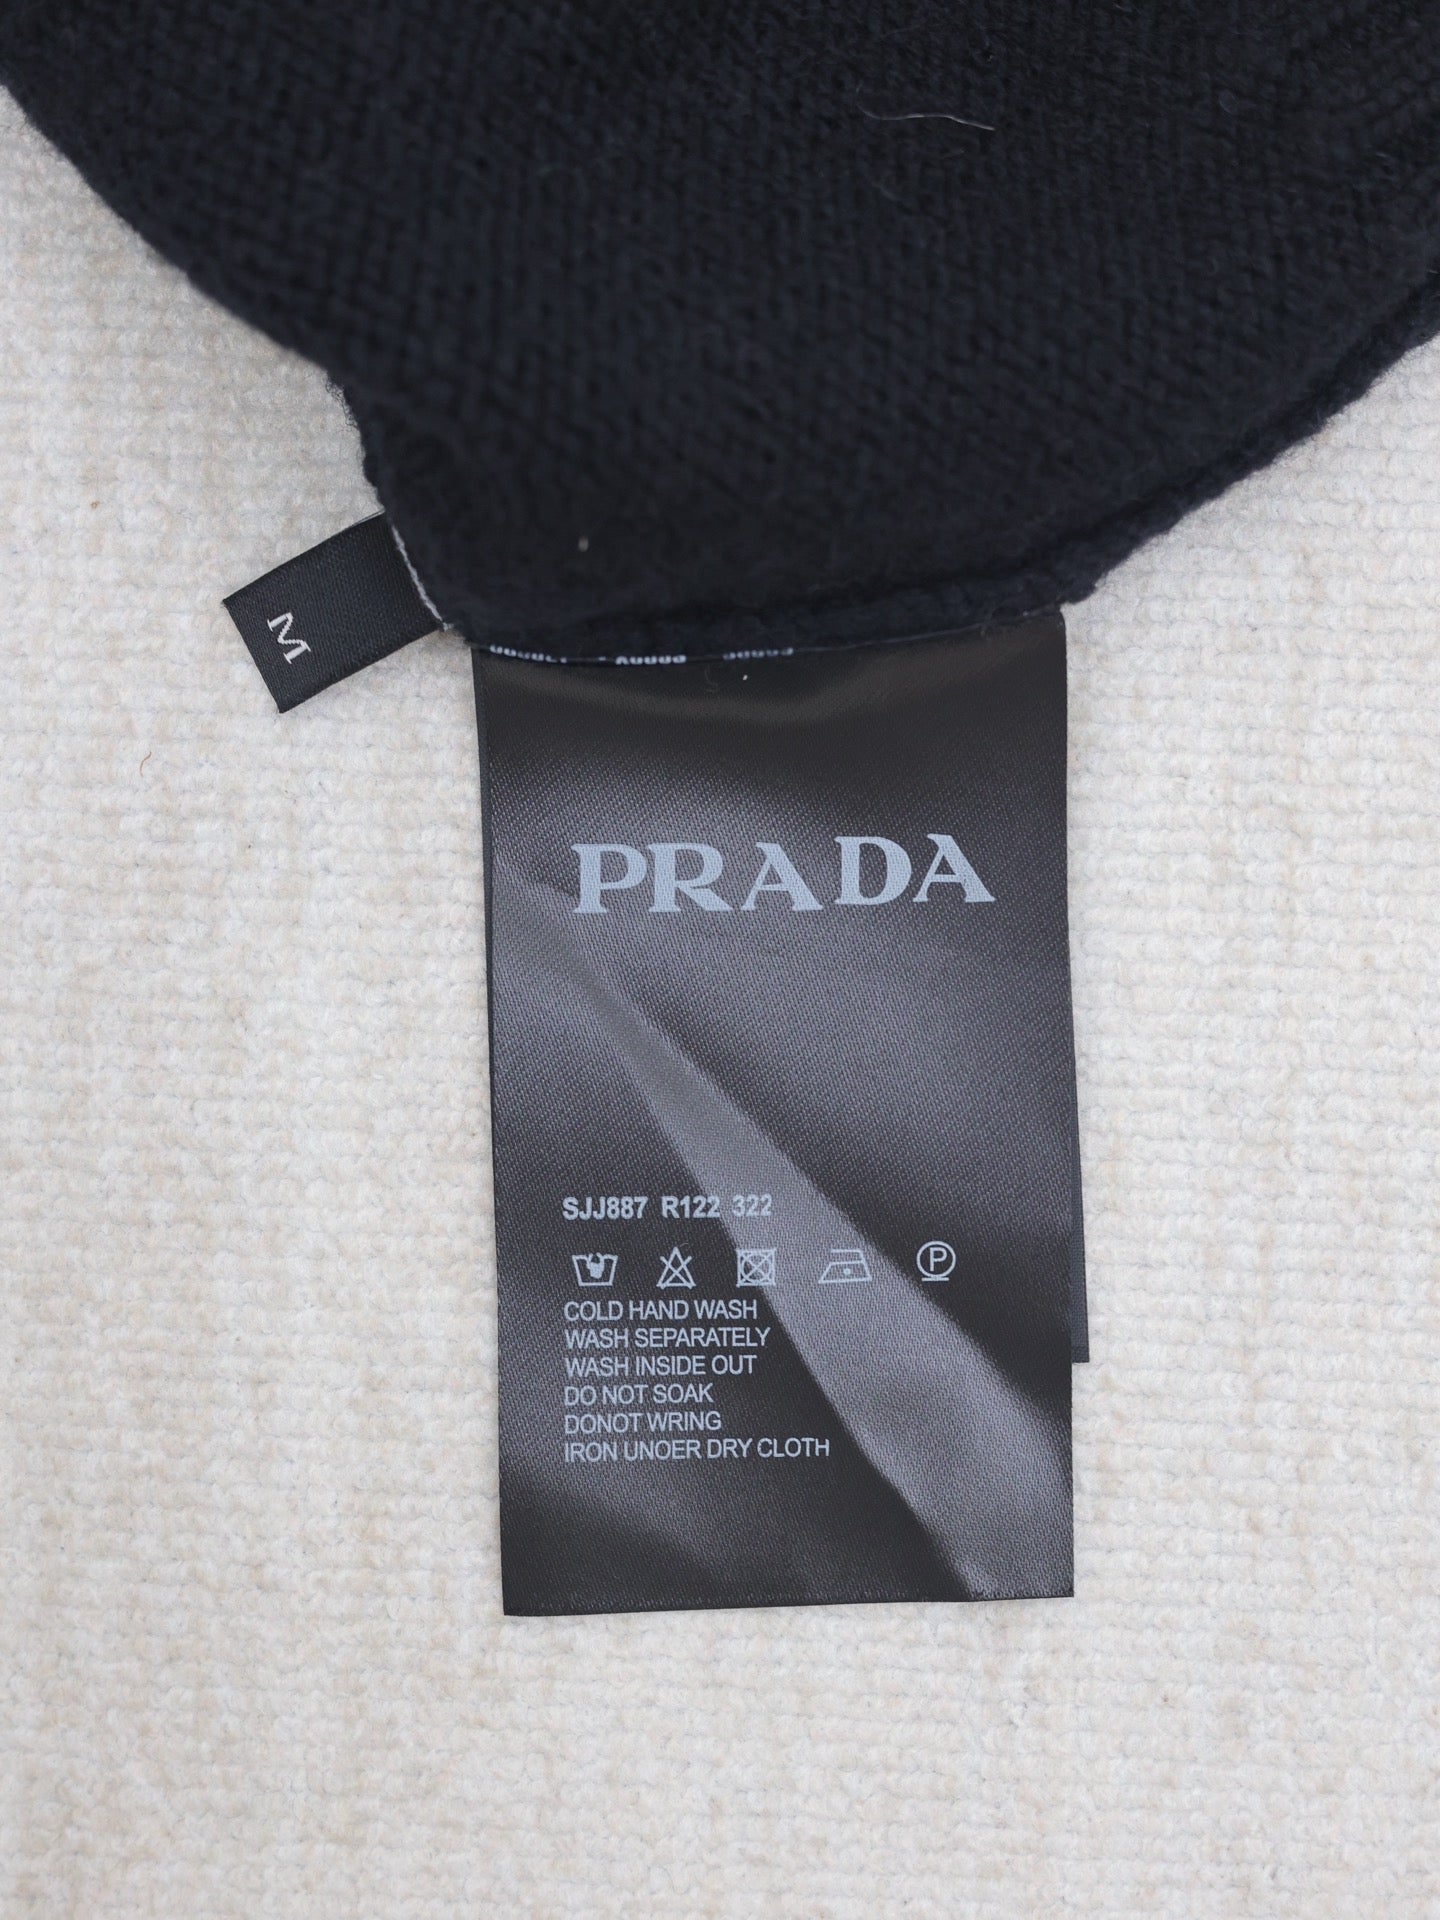 M
PRADA
SJJ887 R122 322
P
COLD HAND WASH
WASH SEPARATELY
WASH INSIDE OUT
DO NOT SOAK
DONOT WRING
IRON UNOER DRY CLOTH